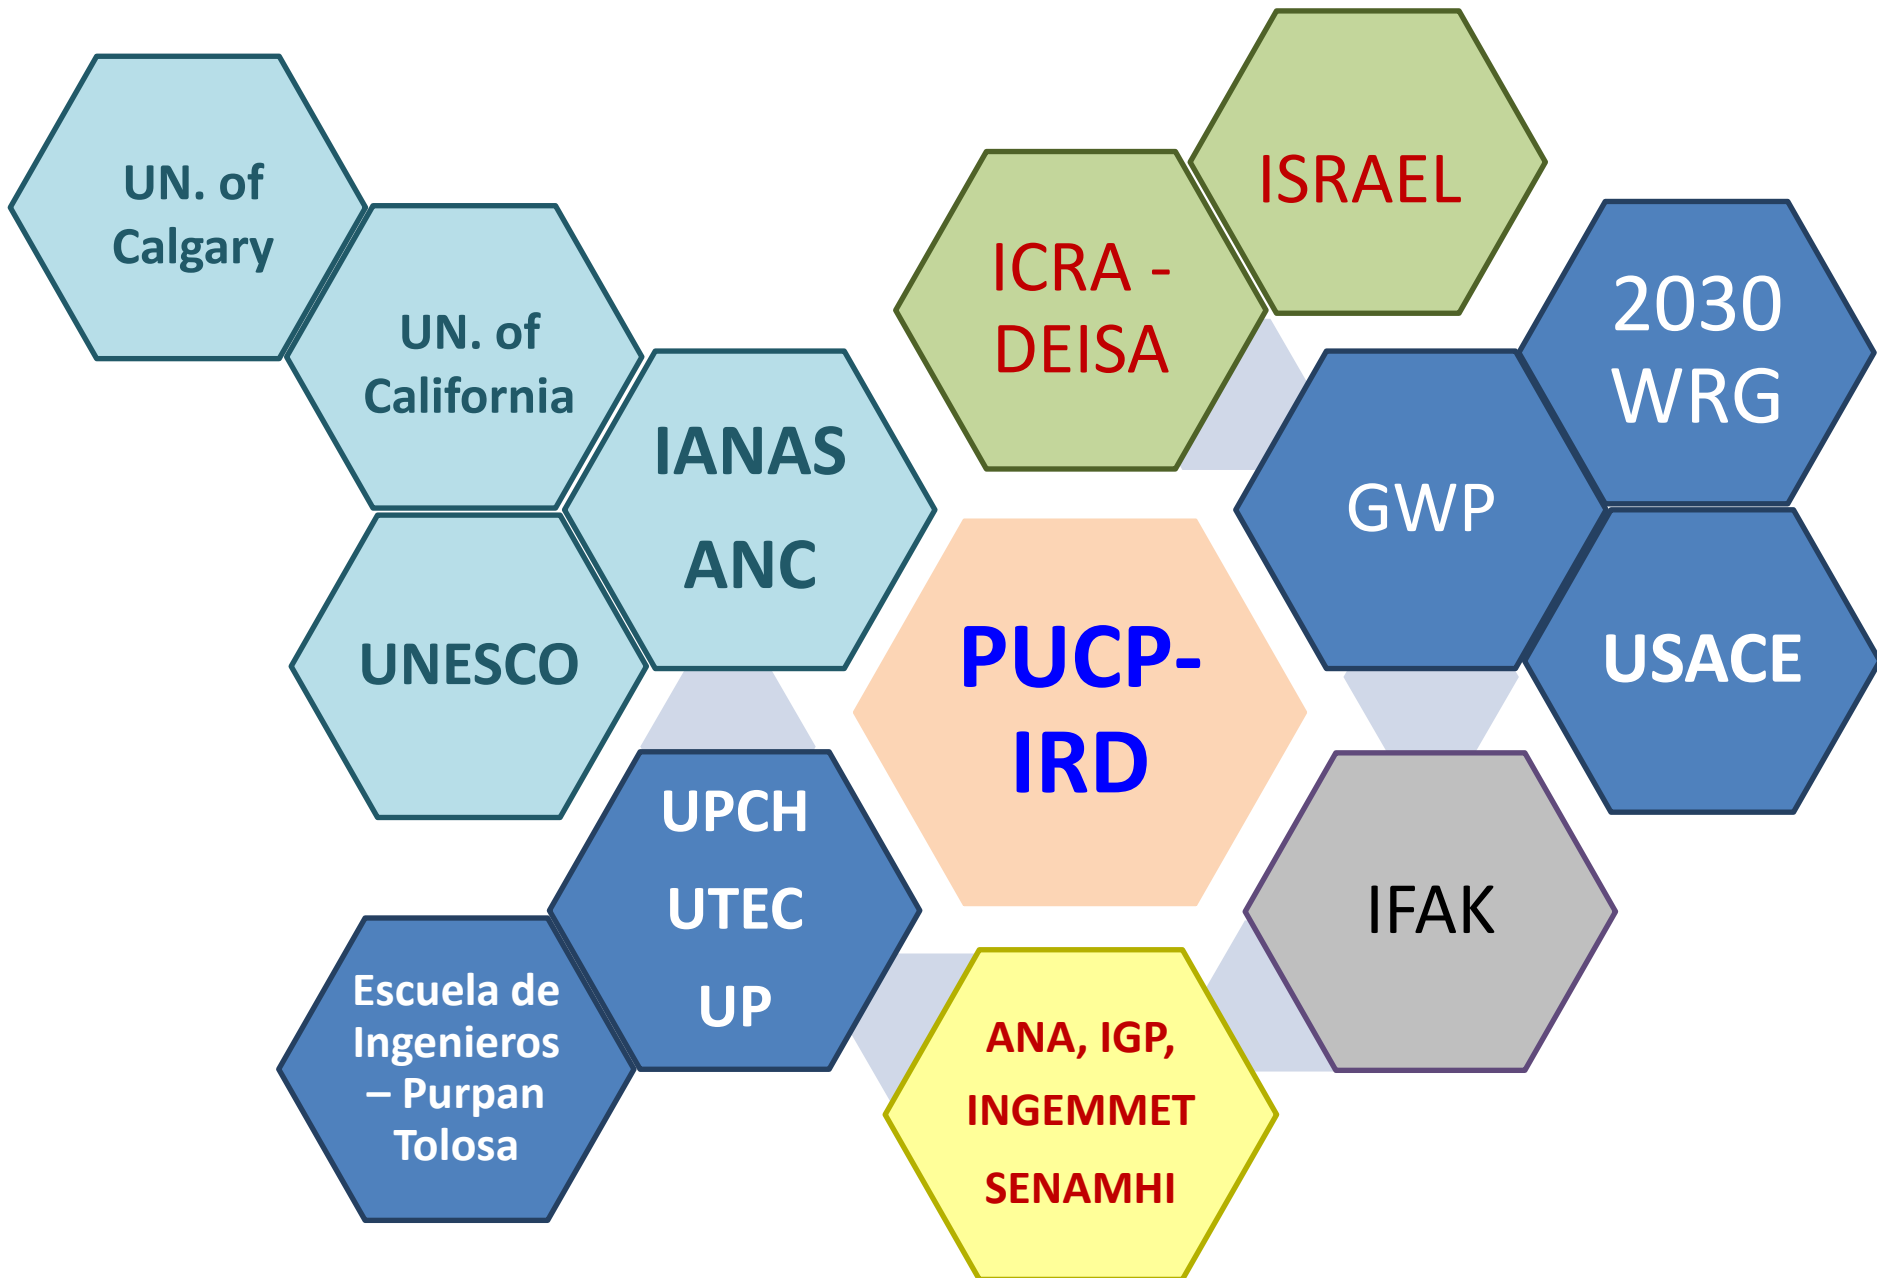 UN. of
Calgary
UN. of
California
IANAS
ANC
UNESCO
ICRA -
DEISA
ISRAEL
2030
WRG
GWP
USACE
PUCP-
IRD
UPCH
UTEC
UP
Escuela de
Ingenieros
– Purpan
Tolosa
ANA, IGP,
INGEMMET
SENAMHI
IFAK